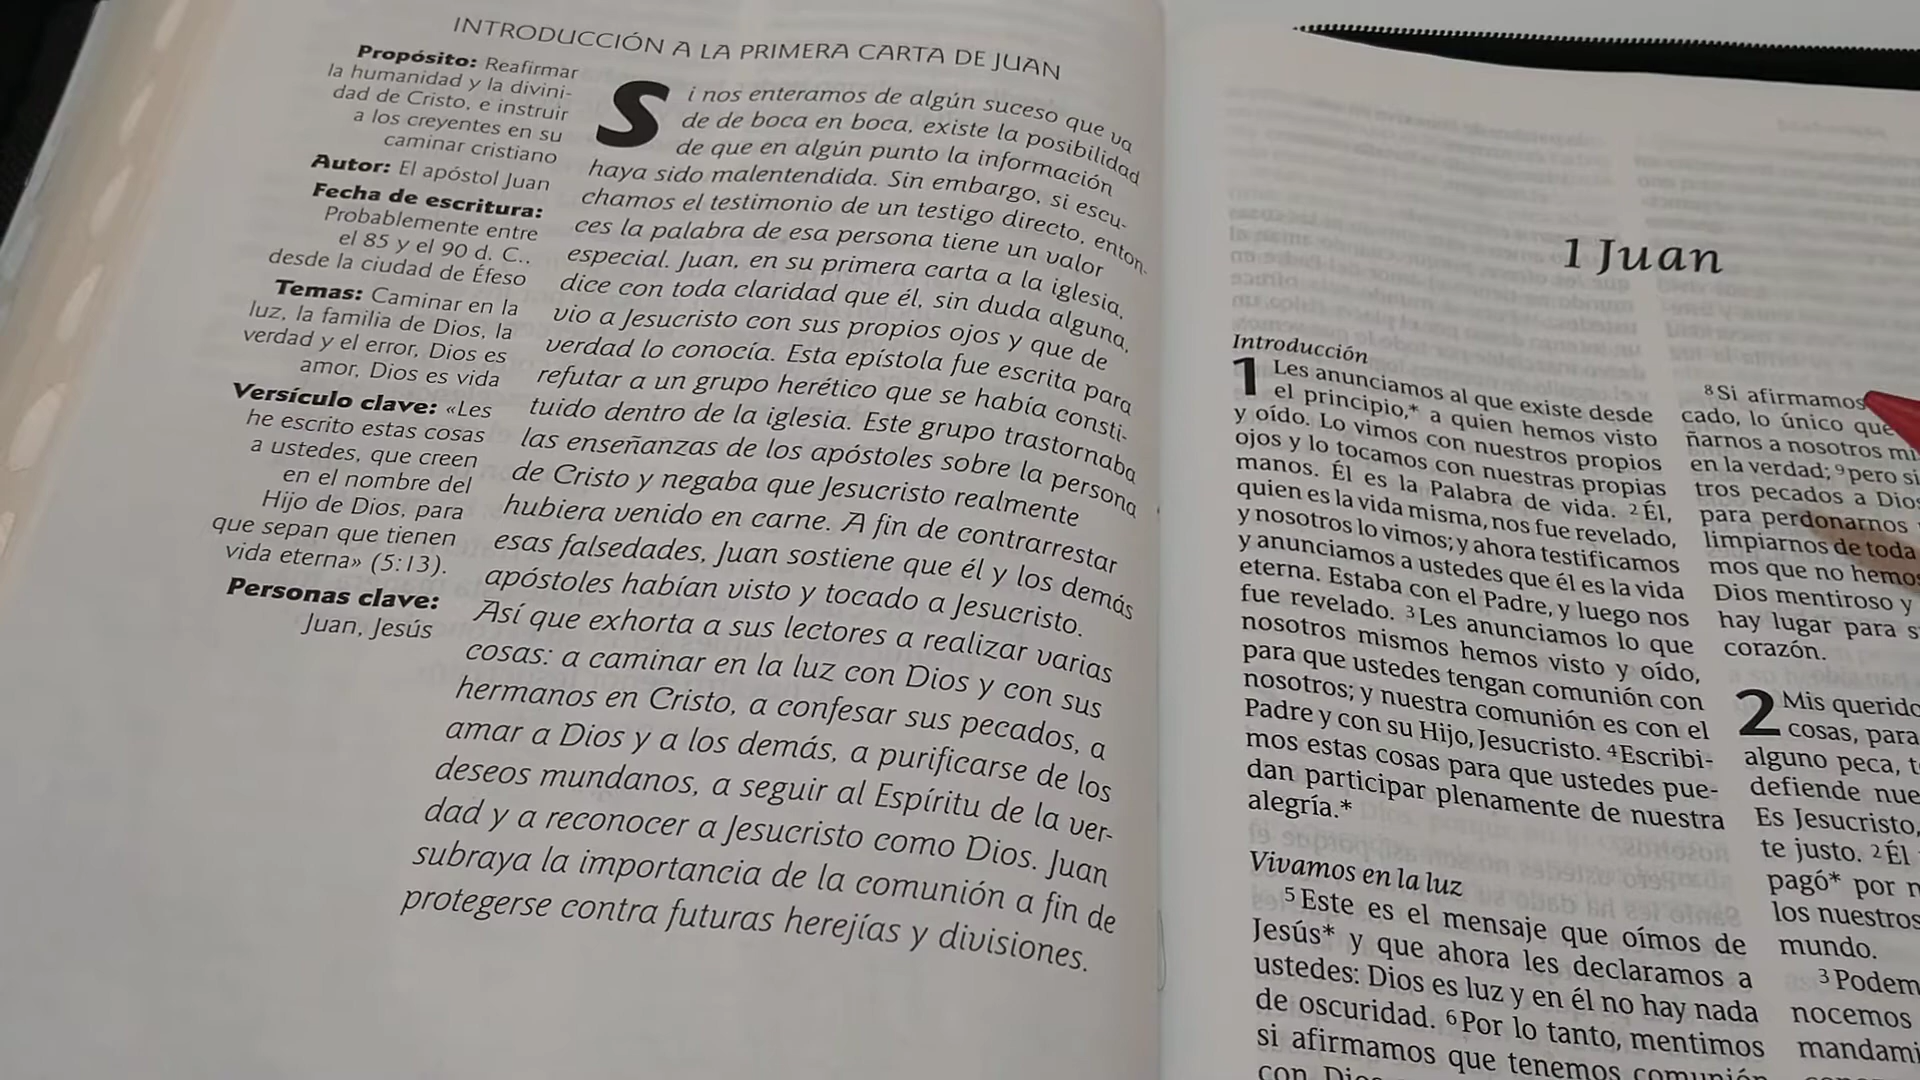 INTRODUCCIÓN A LA PRIMERA CARTA DE JUAN
Propósito: Reafirmar
la humanidad y la divini-
dad de Cristo, e instruir
a los creyentes en su
caminar cristiano
Autor: El apóstol Juan
Fecha de escritura:
Probablemente entre
el 85 y el 90 d. C..
desde la ciudad de Éfeso
Temas: Caminar en la
luz, la familia de Dios, la
verdad y el error, Dios es
amor, Dios es vida
Versículo clave: «Les
he escrito estas cosas
a ustedes, que creen
en el nombre del
Hijo de Dios, para
que sepan que tienen
vida eterna» (5:13).
Personas clave:
Juan, Jesús
Si nos enteramos de algún suceso que va
de de boca en boca, existe la posibilidad
de que en algún punto la información
haya sido malentendida. Sin embargo, si escu-
chamos el testimonio de un testigo directo, enton-
ces la palabra de esa persona tiene un valor
especial. Juan, en su primera carta a la iglesia,
dice con toda claridad que él, sin duda alguna,
vio a Jesucristo con sus propios ojos y que de
verdad lo conocía. Esta epístola fue escrita para
refutar a un grupo herético que se había consti-
tuido dentro de la iglesia. Este grupo trastornaba
las enseñanzas de los apóstoles sobre la persona
de Cristo y negaba que Jesucristo realmente
hubiera venido en carne. A fin de contrarrestar
esas falsedades, Juan sostiene que él y los demás
apóstoles habían visto y tocado a Jesucristo.
Así que exhorta a sus lectores a realizar varias
cosas: a caminar en la luz con Dios y con sus
hermanos en Cristo, a confesar sus pecados, a
amar a Dios y a los demás, a purificarse de los
deseos mundanos, a seguir al Espíritu de la ver-
dad y a reconocer a Jesucristo como Dios. Juan
subraya la importancia de la comunión a fin de
protegerse contra futuras herejías y divisiones.
1 Juan
Introducción
1 Les anunciamos al que existe desde
el principio,* a quien hemos visto
y oído. Lo vimos con nuestros propios
ojos y lo tocamos con nuestras propias
manos. Él es la Palabra de vida. 2 Él,
quien es la vida misma, nos fue revelado,
y nosotros lo vimos; y ahora testificamos
y anunciamos a ustedes que él es la vida
eterna. Estaba con el Padre, y luego nos
fue revelado. 3 Les anunciamos lo que
nosotros mismos hemos visto y oído,
para que ustedes tengan comunión con
nosotros; y nuestra comunión es con el
Padre y con su Hijo, Jesucristo. 4 Escribi-
mos estas cosas para que ustedes pue-
dan participar plenamente de nuestra
alegría.*
Vivamos en la luz
5 Este es el mensaje que oímos de
Jesús* y que ahora les declaramos a
ustedes: Dios es luz y en él no hay nada
de oscuridad. 6 Por lo tanto, mentimos
si afirmamos que tenemos comunión
con Dios
8 Si afirmamos
cado, lo único que
ñarnos a nosotros
en la verdad; 9 pero si
tros pecados a Dios
para perdonarnos
limpiarnos de toda
mos que no hemos
Dios mentiroso y
hay lugar para
corazón.
2 Mis querido
cosas, para
alguno peca,
defiende nue
Es Jesucristo,
te justo. 2 Él
pagó* por
los nuestros
mundo.
3 Podem
nocemos
mandami